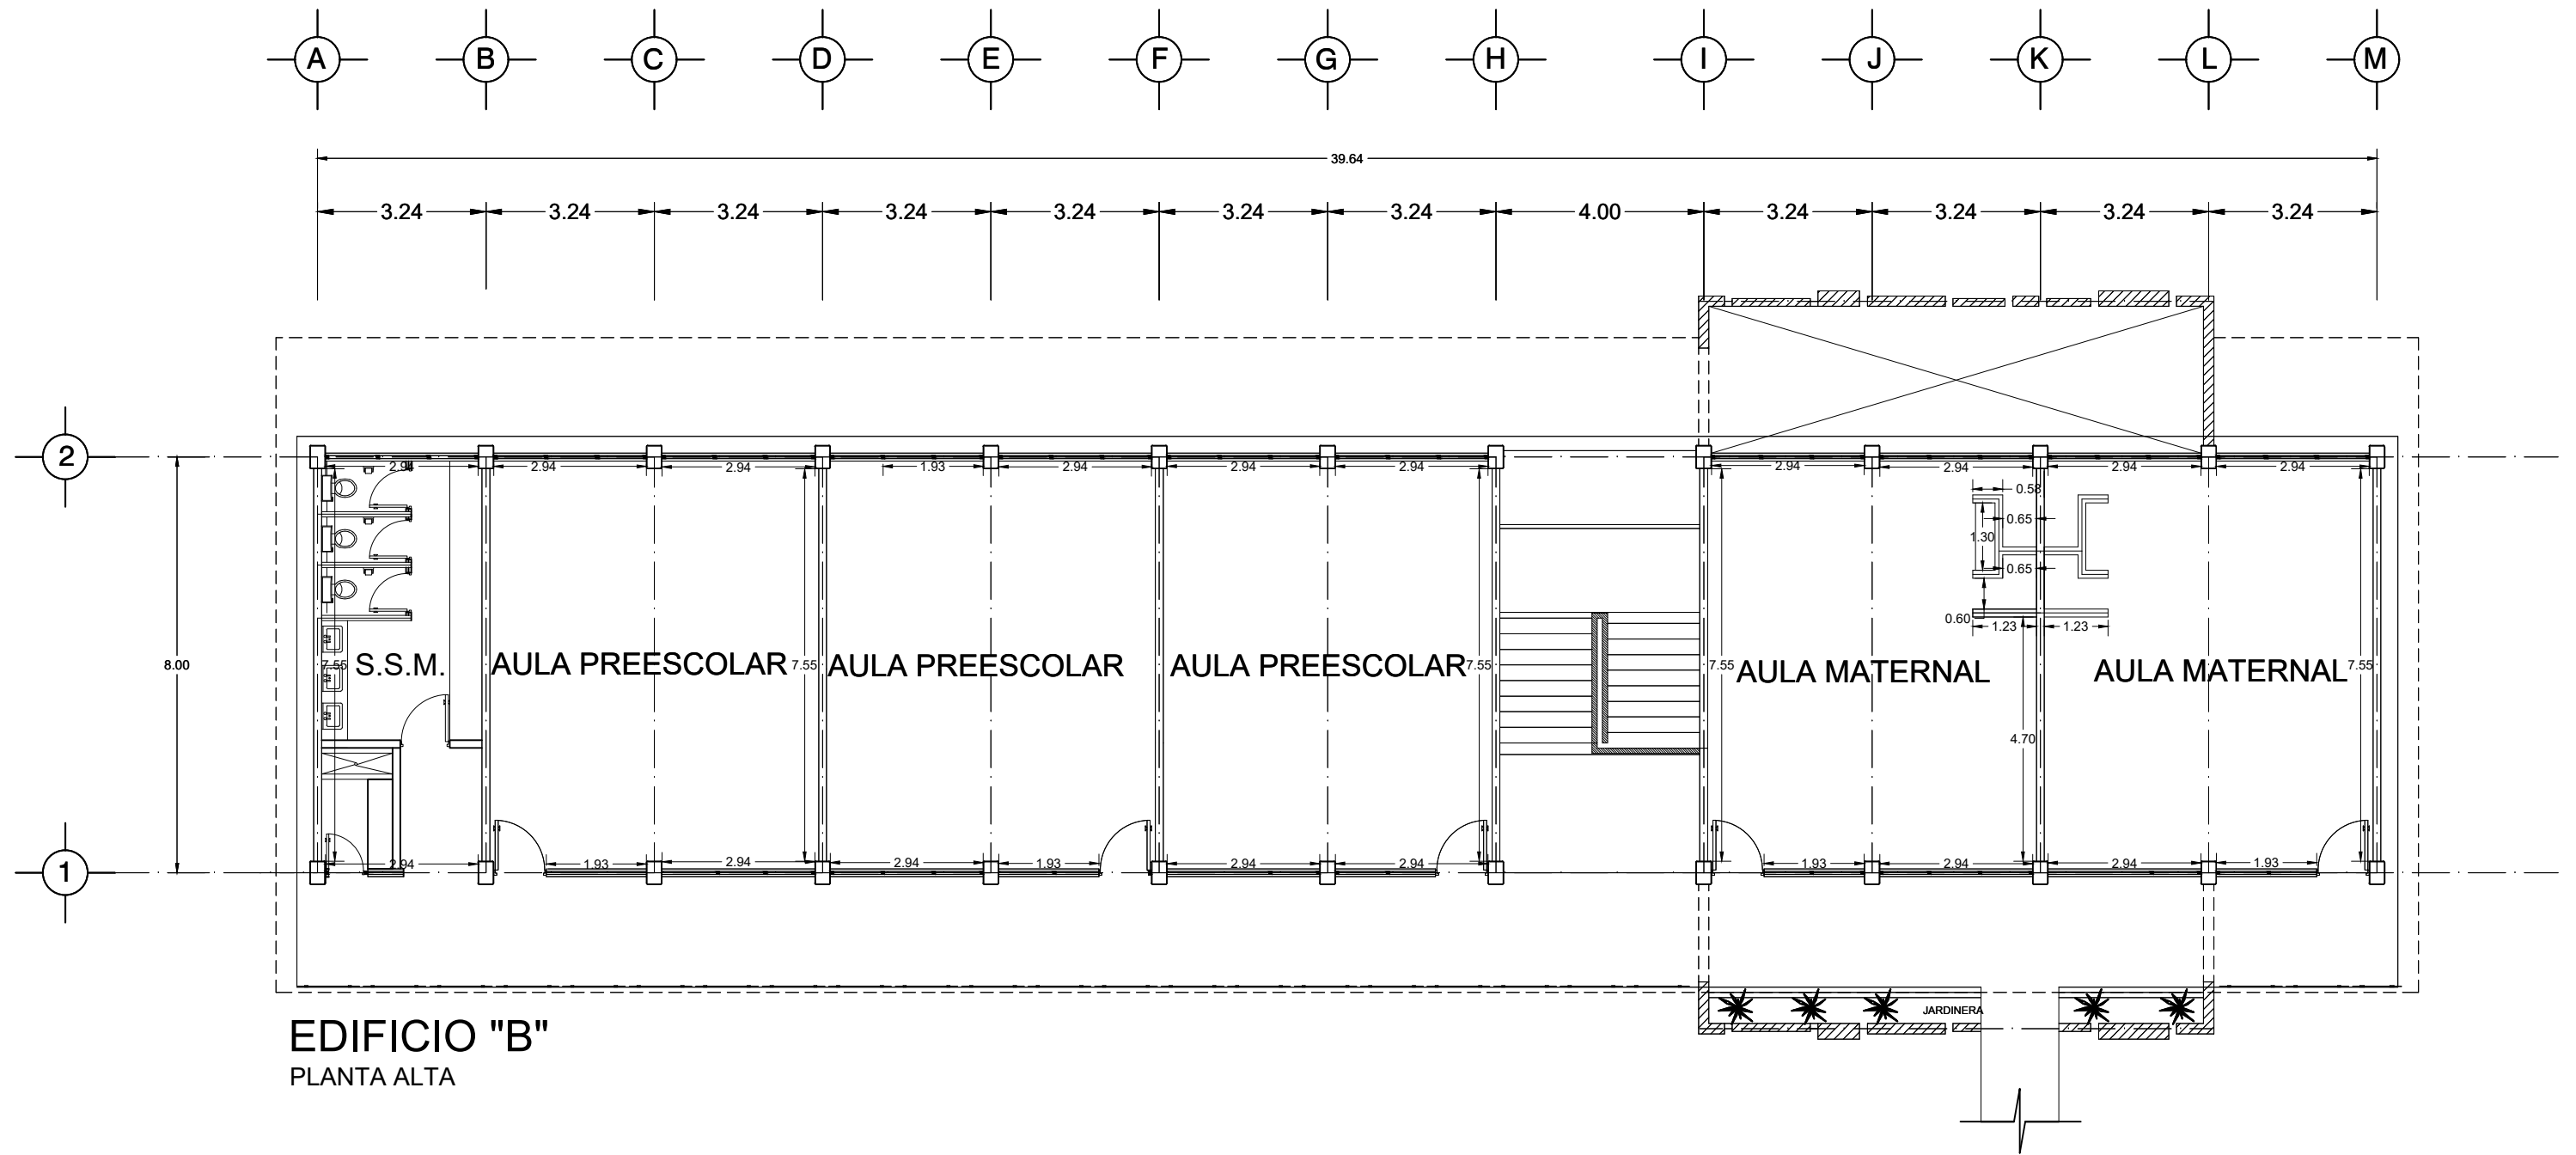 A B C D E F G H I J K L M
39.64
3.24 3.24 3.24 3.24 3.24 3.24 3.24 4.00 3.24 3.24 3.24 3.24
2
2.94 2.94 2.94 1.93 2.94 2.94 2.94 2.94 2.94 2.94 2.94
0.58
0.65
1.30
0.65
0.60 1.23 1.23
8.00 7.55 S.S.M. AULA PREESCOLAR 7.55 AULA PREESCOLAR AULA PREESCOLAR 7.55 7.55 AULA MATERNAL AULA MATERNAL 7.55
4.70
1
2.94 1.93 2.94 2.94 1.93 2.94 2.94 1.93 2.94 2.94 1.93
JARDINERA
EDIFICIO "B"
PLANTA ALTA